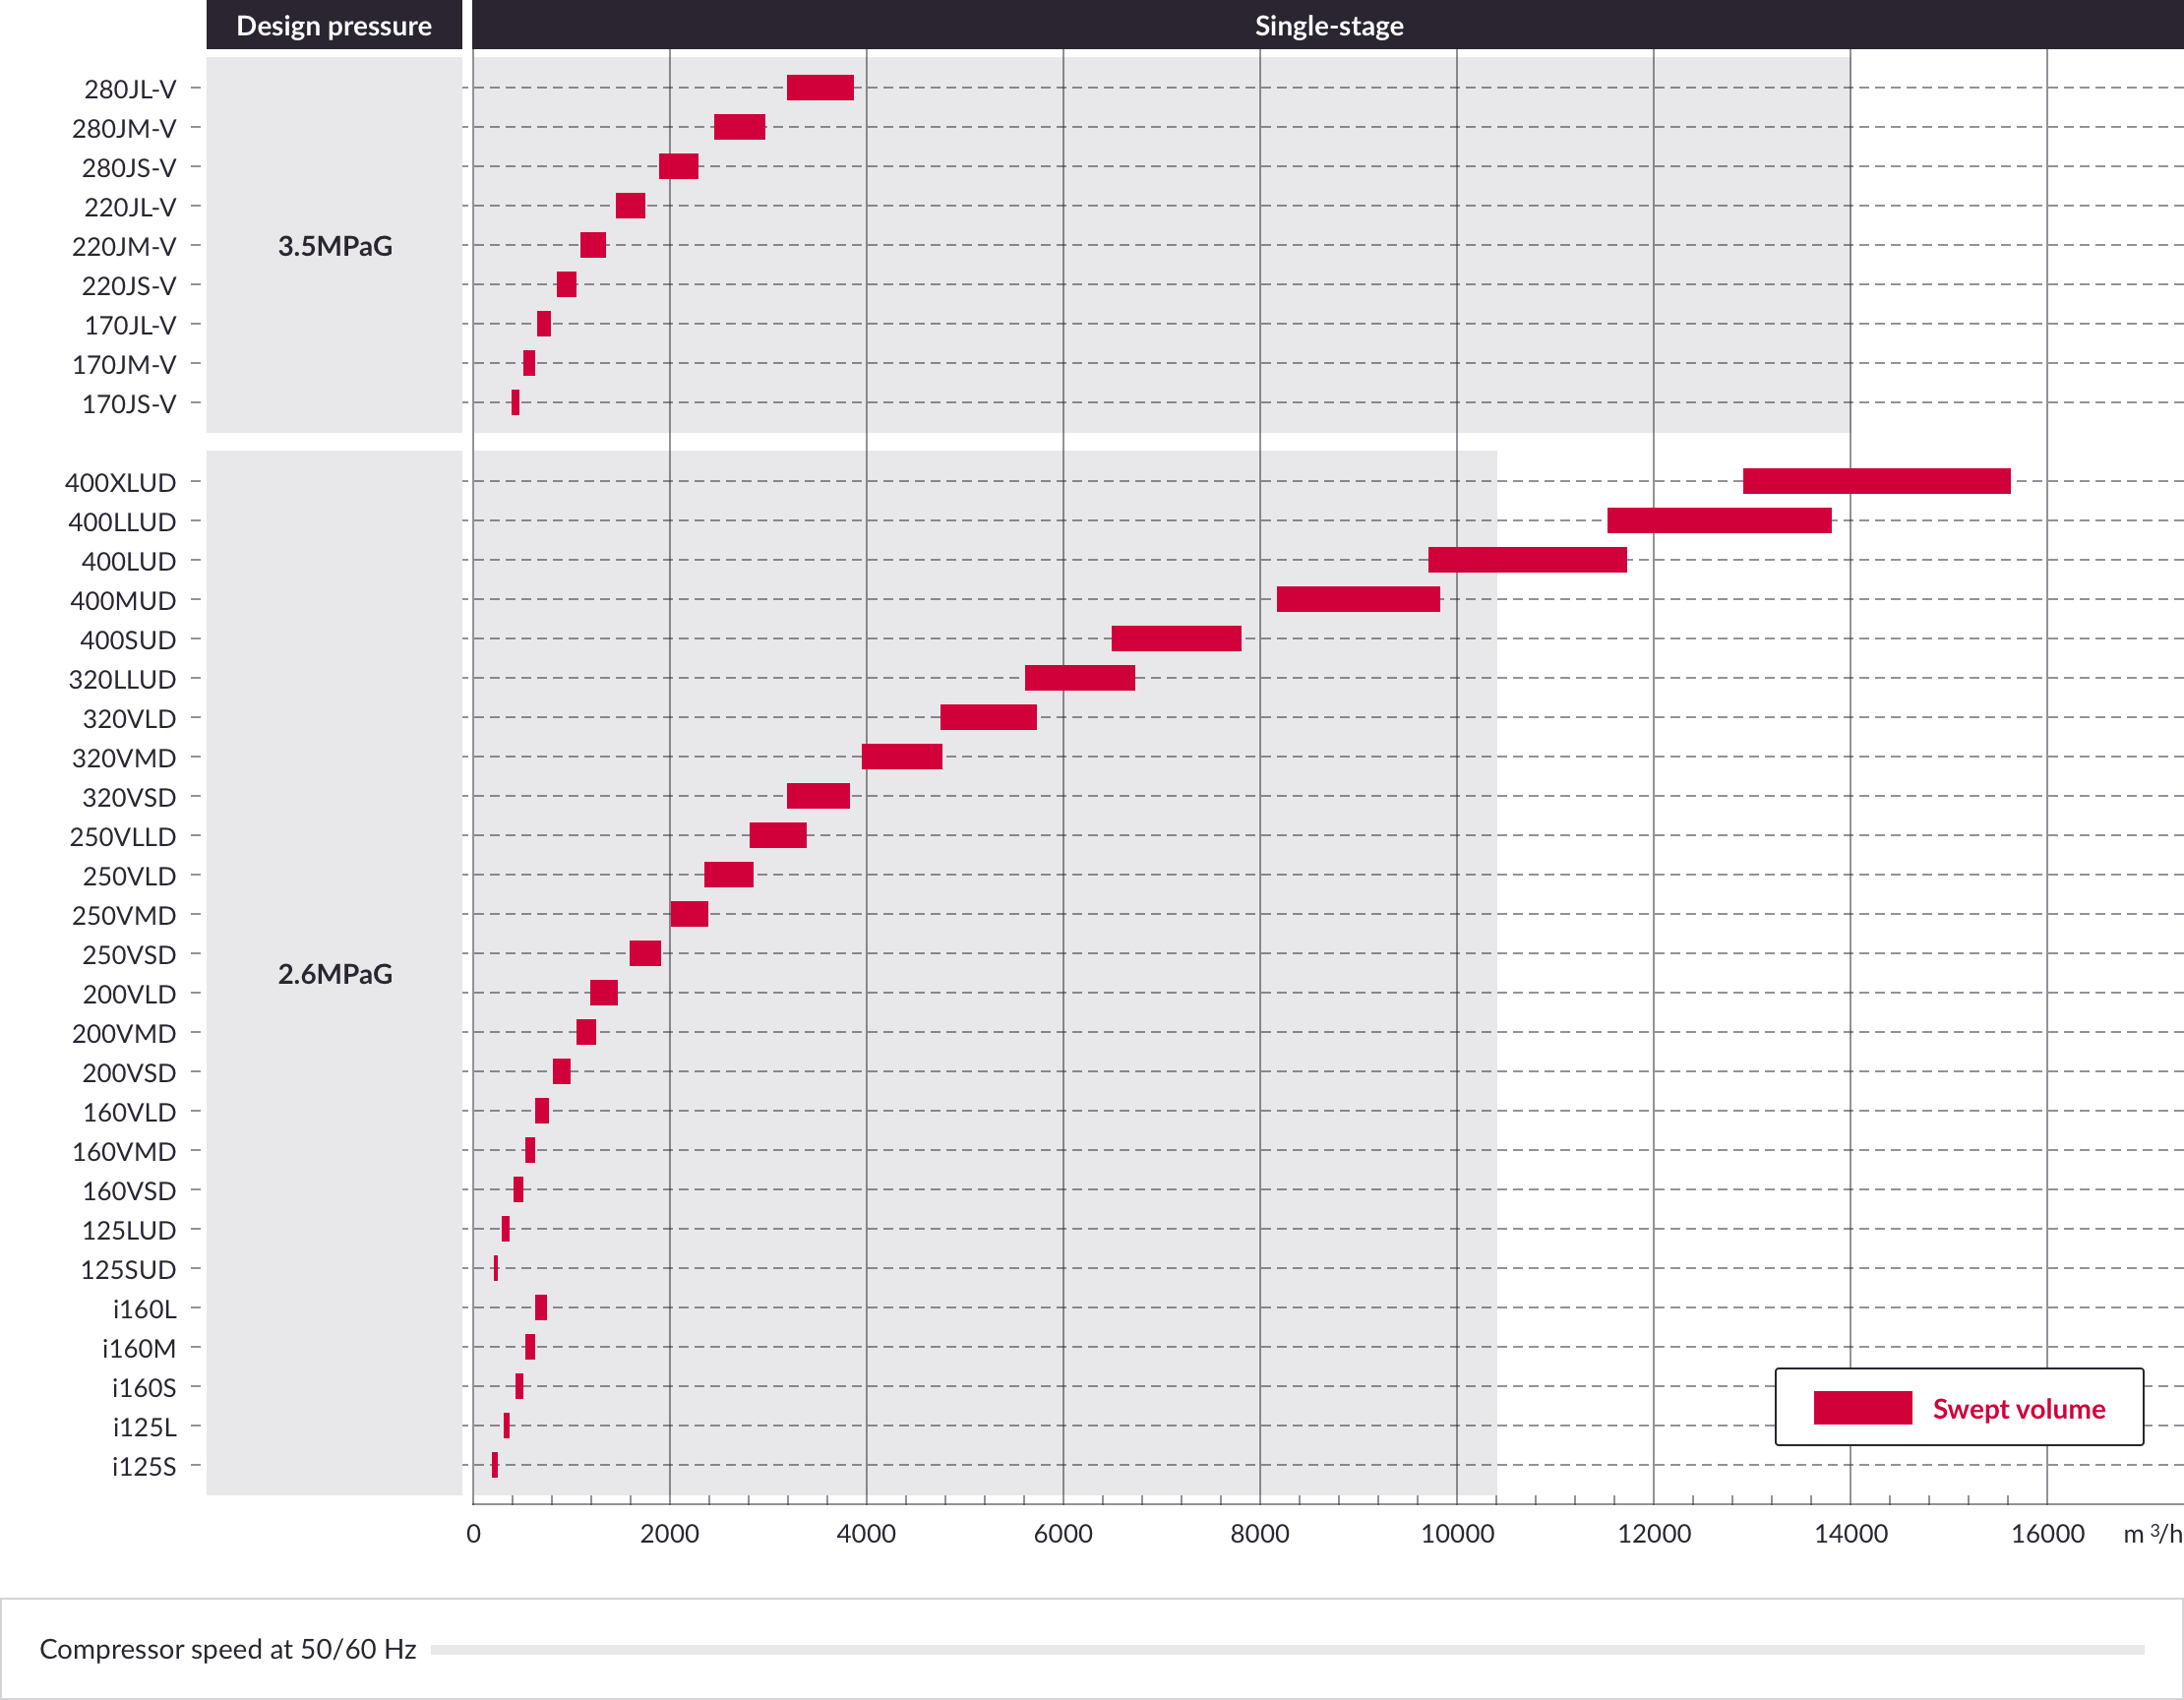 Design pressure
Single-stage
280JL-V
280JM-V
280JS-V
220JL-V
220JM-V
220JS-V
170JL-V
170JM-V
170JS-V
3.5MPaG
400XLUD
400LLUD
400LUD
400MUD
400SUD
320LLUD
320VLD
320VMD
320VSD
250VLLD
250VLD
250VMD
250VSD
200VLD
200VMD
200VSD
160VLD
160VMD
160VSD
125LUD
125SUD
i160L
i160M
i160S
i125L
i125S
2.6MPaG
Swept volume
0 2000 4000 6000 8000 10000 12000 14000 16000 m ³/h
Compressor speed at 50/60 Hz